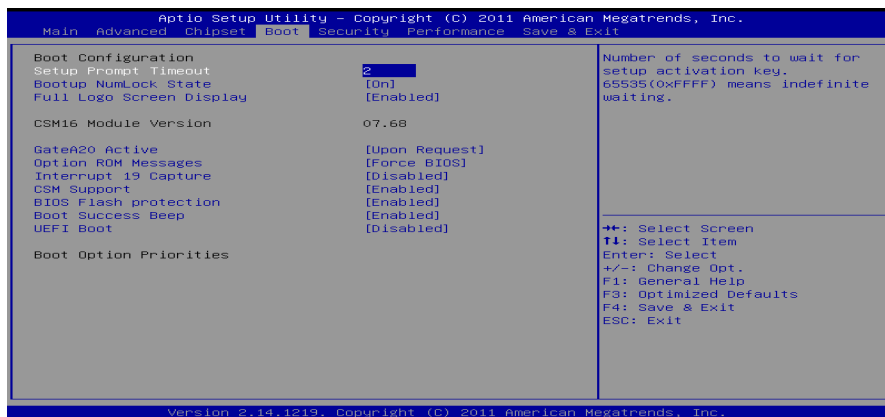 Aptio Setup Utility – Copyright (C) 2011 American Megatrends, Inc.
Main Advanced Chipset Boot Security Performance Save & Exit
Boot Configuration
Setup Prompt Timeout 2
Bootup NumLock State [On]
Full Logo Screen Display [Enabled]
CSM16 Module Version 07.68
GateA20 Active [Upon Request]
Option ROM Messages [Force BIOS]
Interrupt 19 Capture [Disabled]
CSM Support [Enabled]
BIOS Flash protection [Enabled]
Boot Success Beep [Enabled]
UEFI Boot [Disabled]
Boot Option Priorities
Number of seconds to wait for
setup activation key.
65535(0xFFFF) means indefinite
waiting.
→←: Select Screen
↑↓: Select Item
Enter: Select
+/-: Change Opt.
F1: General Help
F3: Optimized Defaults
F4: Save & Exit
ESC: Exit
Version 2.14.1219. Copyright (C) 2011 American Megatrends, Inc.